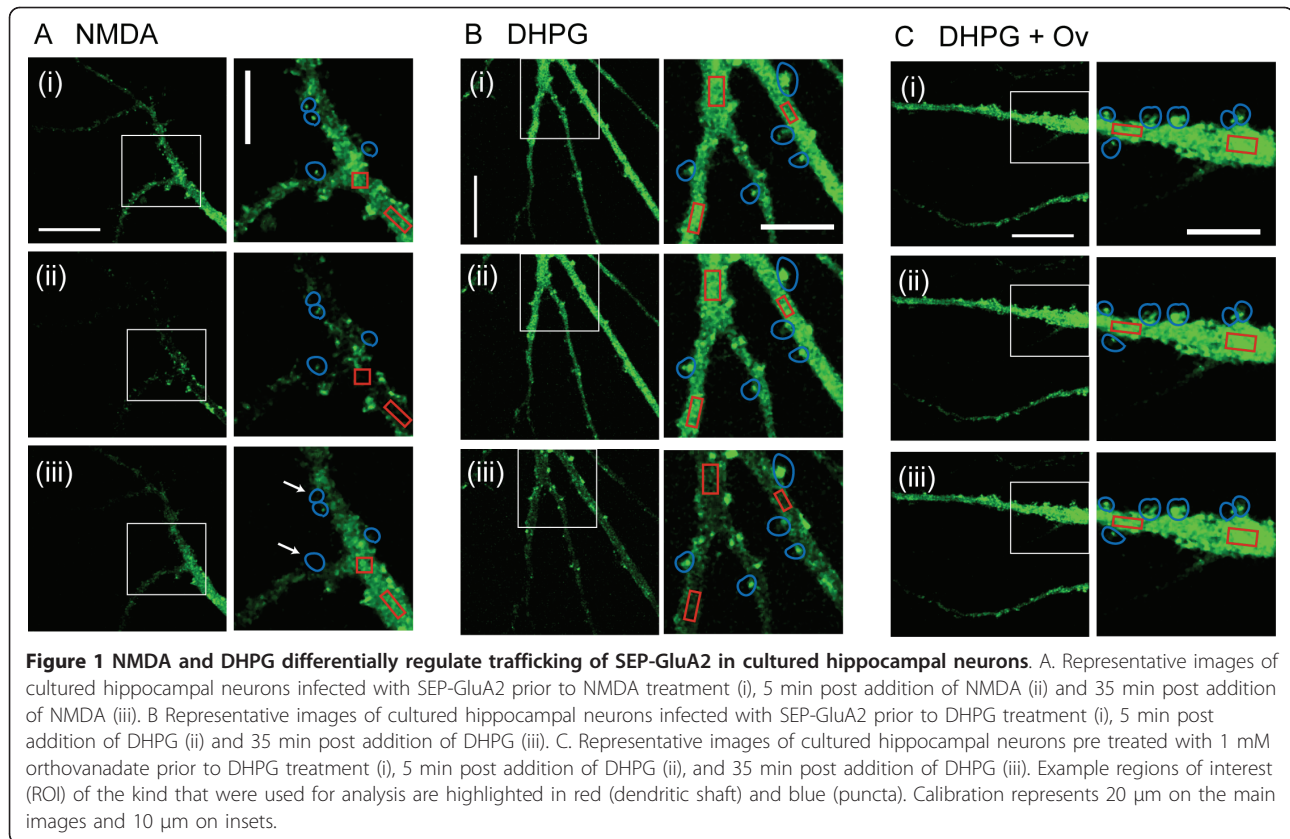 A NMDA
B DHPG
C DHPG + Ov
(i)
(i)
(i)
(ii)
(ii)
(ii)
(iii)
(iii)
(iii)
Figure 1 NMDA and DHPG differentially regulate trafficking of SEP-GluA2 in cultured hippocampal neurons. A. Representative images of
cultured hippocampal neurons infected with SEP-GluA2 prior to NMDA treatment (i), 5 min post addition of NMDA (ii) and 35 min post addition
of NMDA (iii). B Representative images of cultured hippocampal neurons infected with SEP-GluA2 prior to DHPG treatment (i), 5 min post
addition of DHPG (ii) and 35 min post addition of DHPG (iii). C. Representative images of cultured hippocampal neurons pre treated with 1 mM
orthovanadate prior to DHPG treatment (i), 5 min post addition of DHPG (ii), and 35 min post addition of DHPG (iii). Example regions of interest
(ROI) of the kind that were used for analysis are highlighted in red (dendritic shaft) and blue (puncta). Calibration represents 20 μm on the main
images and 10 μm on insets.